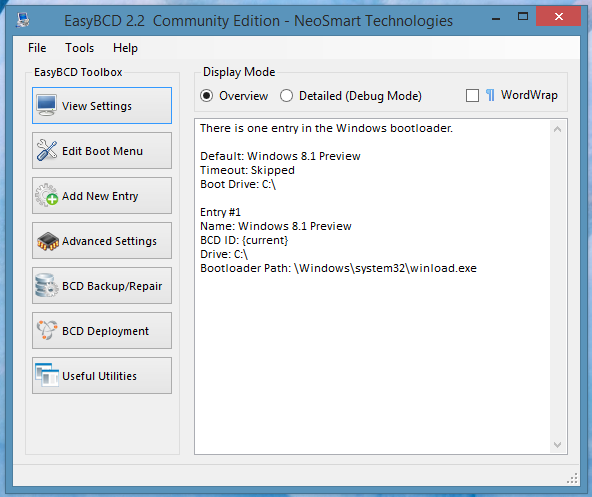 EasyBCD 2.2 Community Edition - NeoSmart Technologies
File Tools Help
EasyBCD Toolbox
View Settings
Edit Boot Menu
Add New Entry
Advanced Settings
BCD Backup/Repair
BCD Deployment
Useful Utilities
Display Mode
Overview Detailed (Debug Mode) ¶ WordWrap
There is one entry in the Windows bootloader.
Default: Windows 8.1 Preview
Timeout: Skipped
Boot Drive: C:\
Entry #1
Name: Windows 8.1 Preview
BCD ID: {current}
Drive: C:\
Bootloader Path: \Windows\system32\winload.exe